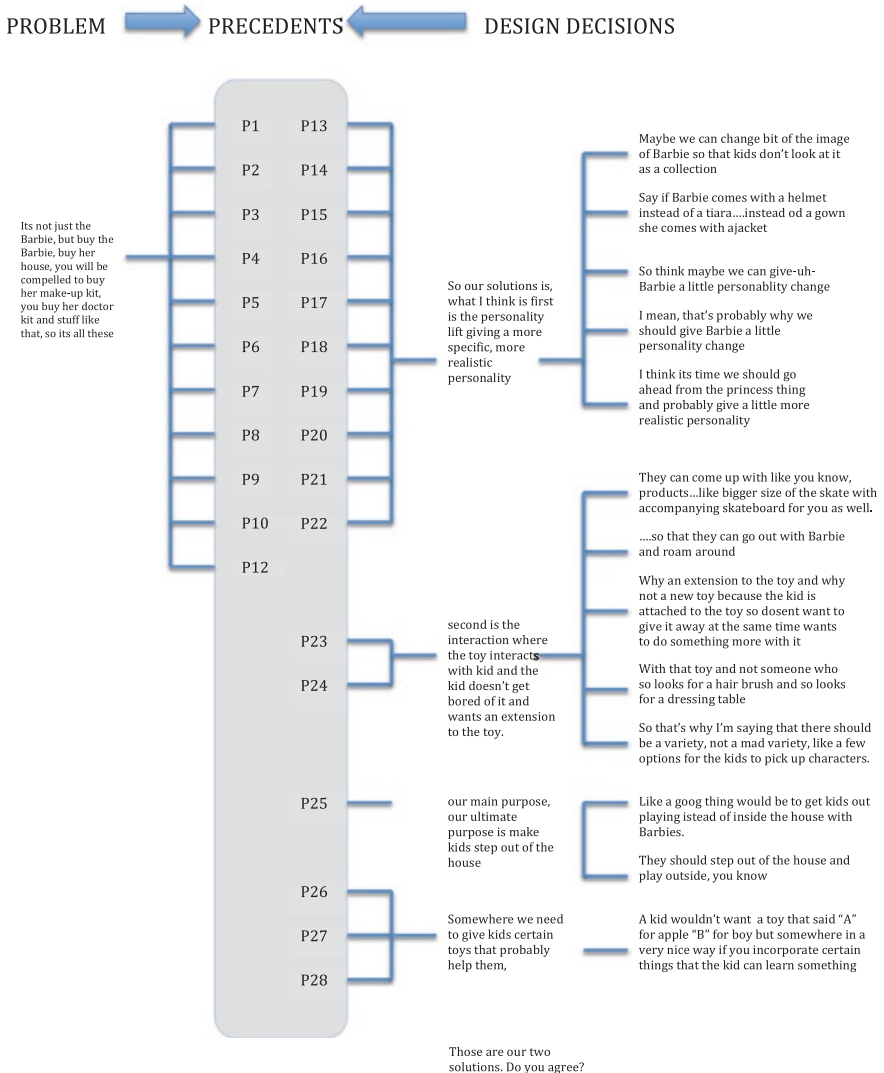 PROBLEM
PRECEDENTS
DESIGN DECISIONS
Its not just the
Barbie, but buy the
Barbie, buy her
house, you will be
compelled to buy
her make-up kit,
you buy her doctor
kit and stuff like
that, so its all these
P1
P2
P3
P4
P5
P6
P7
P8
P9
P10
P12
P13
P14
P15
P16
P17
P18
P19
P20
P21
P22
P23
P24
P25
P26
P27
P28
So our solutions is,
what I think is first
is the personality
lift giving a more
specific, more
realistic
personality
Maybe we can change bit of the image
of Barbie so that kids don't look at it
as a collection
Say if Barbie comes with a helmet
instead of a tiara....instead od a gown
she comes with ajacket
So think maybe we can give-uh-
Barbie a little personablity change
I mean, that's probably why we
should give Barbie a little
personality change
I think its time we should go
ahead from the princess thing
and probably give a little more
realistic personality
second is the
interaction where
the toy interacts
with kid and the
kid doesn't get
bored of it and
wants an extension
to the toy.
They can come up with like you know,
products...like bigger size of the skate with
accompanying skateboard for you as well.
....so that they can go out with Barbie
and roam around
Why an extension to the toy and why
not a new toy because the kid is
attached to the toy so dosent want to
give it away at the same time wants
to do something more with it
With that toy and not someone who
so looks for a hair brush and so looks
for a dressing table
So that's why I'm saying that there should
be a variety, not a mad variety, like a few
options for the kids to pick up characters.
our main purpose,
our ultimate
purpose is make
kids step out of the
house
Like a goog thing would be to get kids out
playing istead of inside the house with
Barbies.
They should step out of the house and
play outside, you know
Somewhere we need
to give kids certain
toys that probably
help them,
A kid wouldn't want a toy that said “A”
for apple “B” for boy but somewhere in a
very nice way if you incorporate certain
things that the kid can learn something
Those are our two
solutions. Do you agree?